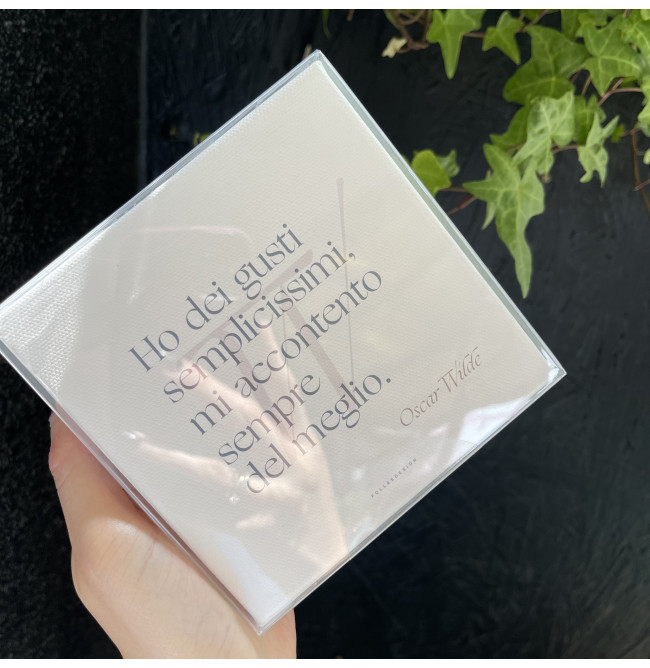 Ho dei gusti
semplicissimi,
mi accontento
sempre
del meglio.
Oscar Wilde